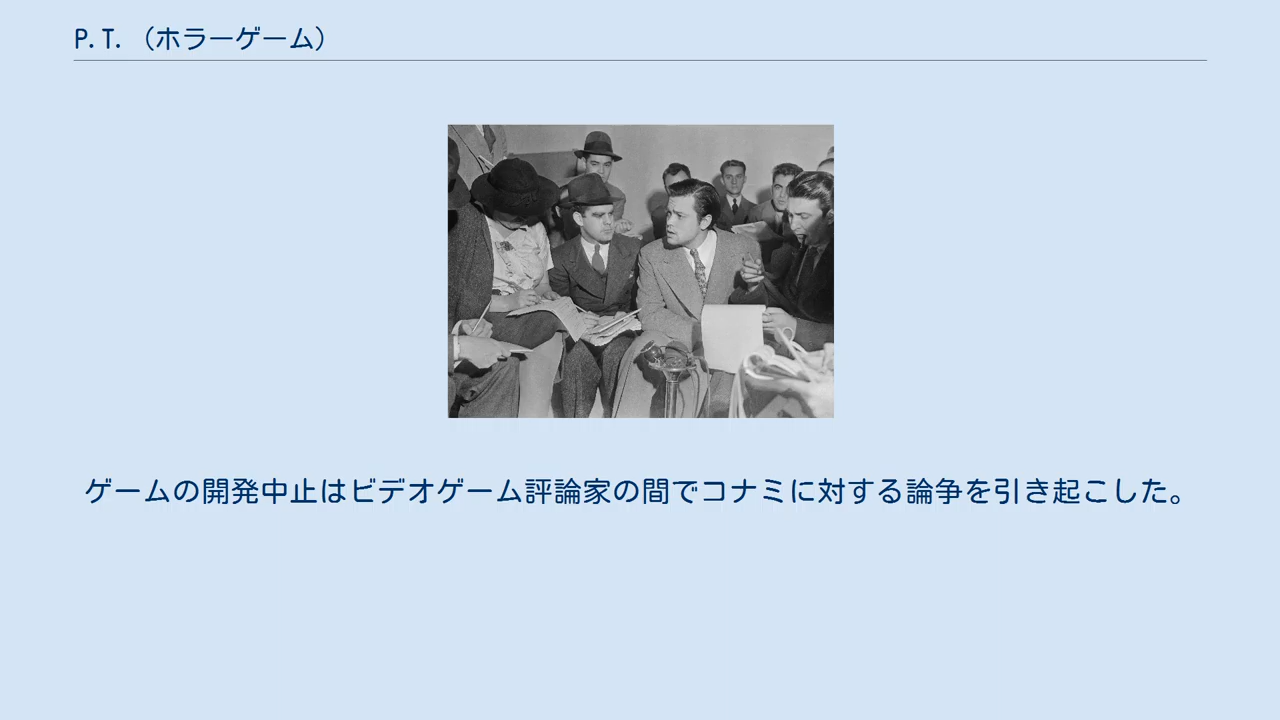 P.T.（ホラーゲーム）
ゲームの開発中止はビデオゲーム評論家の間でコナミに対する論争を引き起こした。